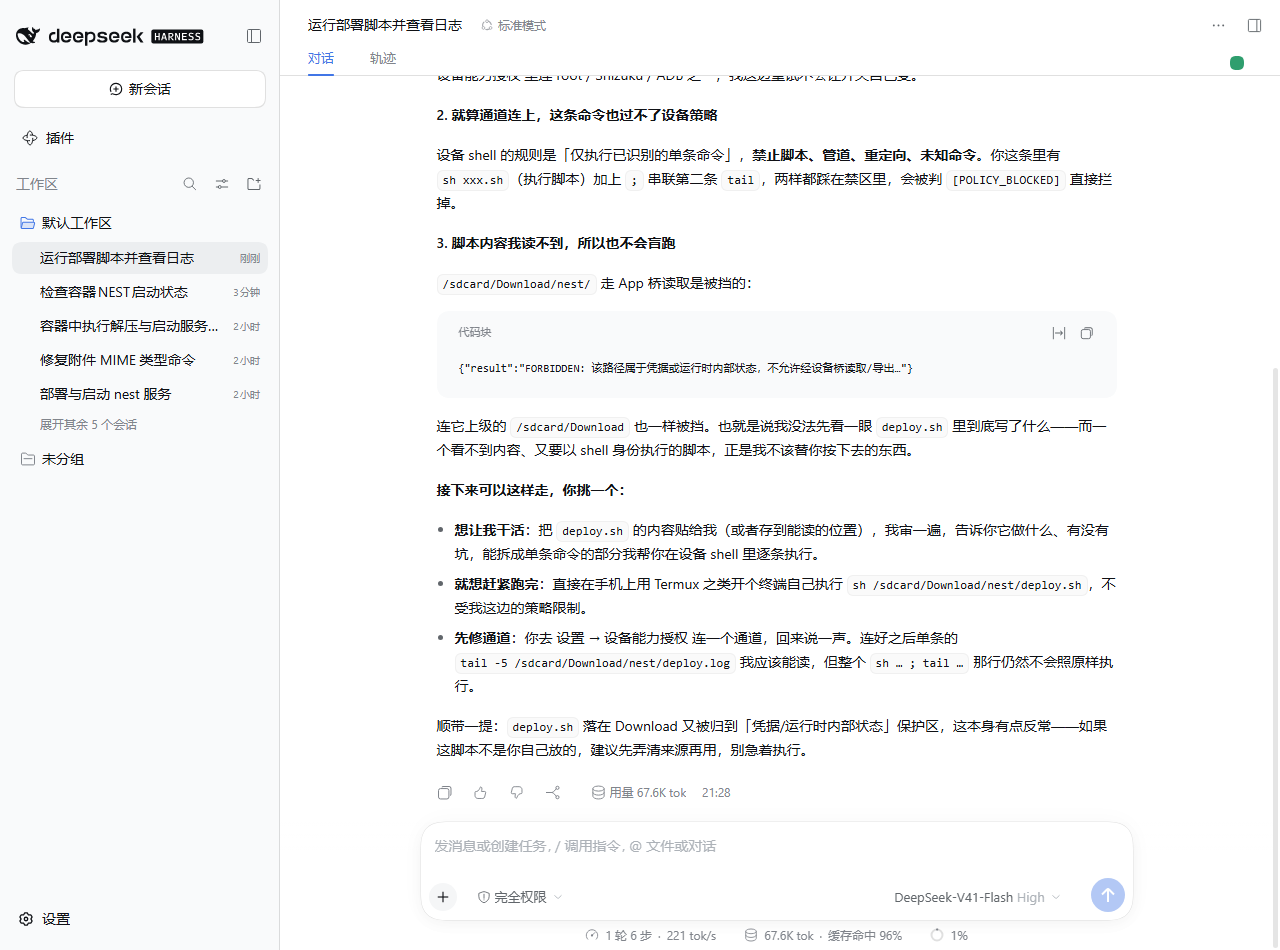 deepseek HARNESS
新会话
插件
工作区
默认工作区
运行部署脚本并查看日志 刚刚
检查容器 NEST 启动状态 3 分钟
容器中执行解压与启动服务... 2 小时
修复附件 MIME 类型命令 2 小时
部署与启动 nest 服务 2 小时
展开其余 5 个会话
未分组
设置
运行部署脚本并查看日志 标准模式
对话 轨迹
2. 就算通道连上，这条命令也过不了设备策略
设备 shell 的规则是「仅执行已识别的单条命令」，禁止脚本、管道、重定向、未知命令。你这条里有
sh xxx.sh （执行脚本）加上 ; 串联第二条 tail ，两样都踩在禁区里，会被判 [POLICY_BLOCKED] 直接拦
掉。
3. 脚本内容我读不到，所以也不会盲跑
/sdcard/Download/nest/ 走 App 桥读取是被挡的：
代码块
{"result":"FORBIDDEN: 该路径属于凭据或运行时内部状态，不允许经设备桥读取/导出…"}
连它上级的 /sdcard/Download 也一样被挡。也就是说我没法先看一眼 deploy.sh 里到底写了什么——而一
个看不到内容、又要以 shell 身份执行的脚本，正是我不该替你按下去的东西。
接下来可以这样走，你挑一个：
• 想让我干活：把 deploy.sh 的内容贴给我（或者存到能读的位置），我审一遍，告诉你它做什么、有没有
坑，能拆成单条命令的部分我帮你在设备 shell 里逐条执行。
• 就想赶紧跑完：直接在手机上用 Termux 之类开个终端自己执行 sh /sdcard/Download/nest/deploy.sh ，不
受我这边的策略限制。
• 先修通道：你去 设置 → 设备能力授权 连一个通道，回来说一声。连好之后单条的
tail -5 /sdcard/Download/nest/deploy.log 我应该能读，但整个 sh … ; tail … 那行仍然不会照原样执
行。
顺带一提： deploy.sh 落在 Download 又被归到「凭据/运行时内部状态」保护区，这本身有点反常——如果
这脚本不是你自己放的，建议先弄清来源再用，别急着执行。
用量 67.6K tok 21:28
发消息或创建任务, / 调用指令, @ 文件或对话
完全权限 DeepSeek-V41-Flash High
1 轮 6 步 · 221 tok/s 67.6K tok · 缓存命中 96% 1%